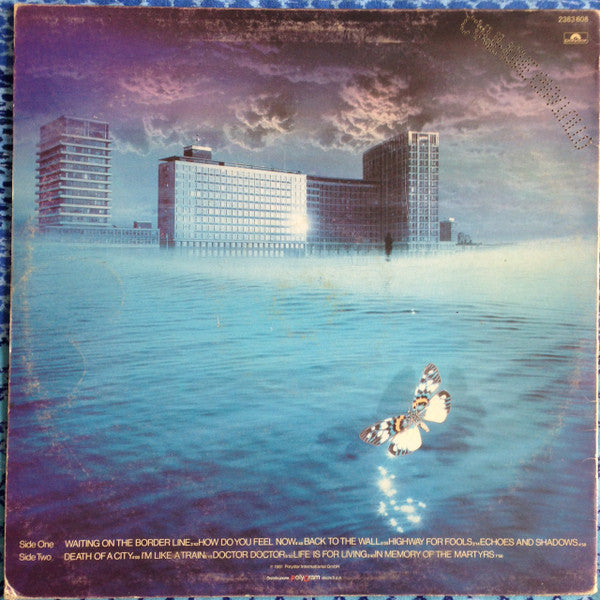 2383 608
Side One WAITING ON THE BORDER LINE HOW DO YOU FEEL NOW BACK TO THE WALL HIGHWAY FOR FOOLS ECHOES AND SHADOWS
Side Two DEATH OF A CITY I'M LIKE A TRAIN DOCTOR DOCTOR LIFE IS FOR LIVING IN MEMORY OF THE MARTYRS
℗ 1981 Polydor International GmbH
polygram